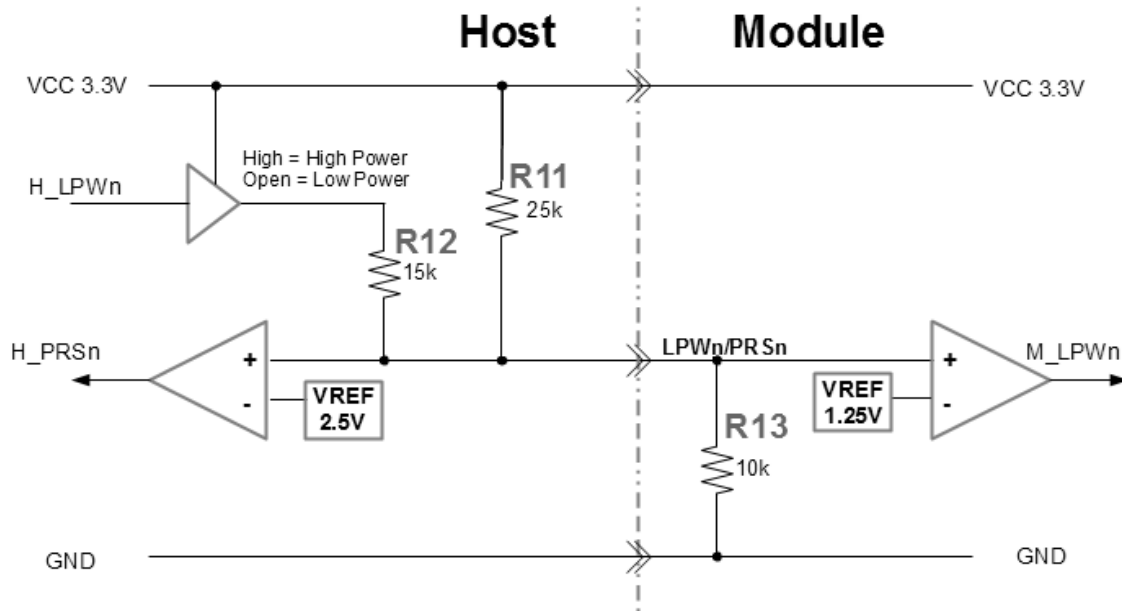 Host Module
VCC 3.3V
VCC 3.3V
High = High Power
Open = Low Power
H_LPWn
R11
25k
R12
15k
H_PRSn
LPWn/PRSn
M_LPWn
+
+
-
VREF
2.5V
VREF
1.25V
-
R13
10k
GND
GND